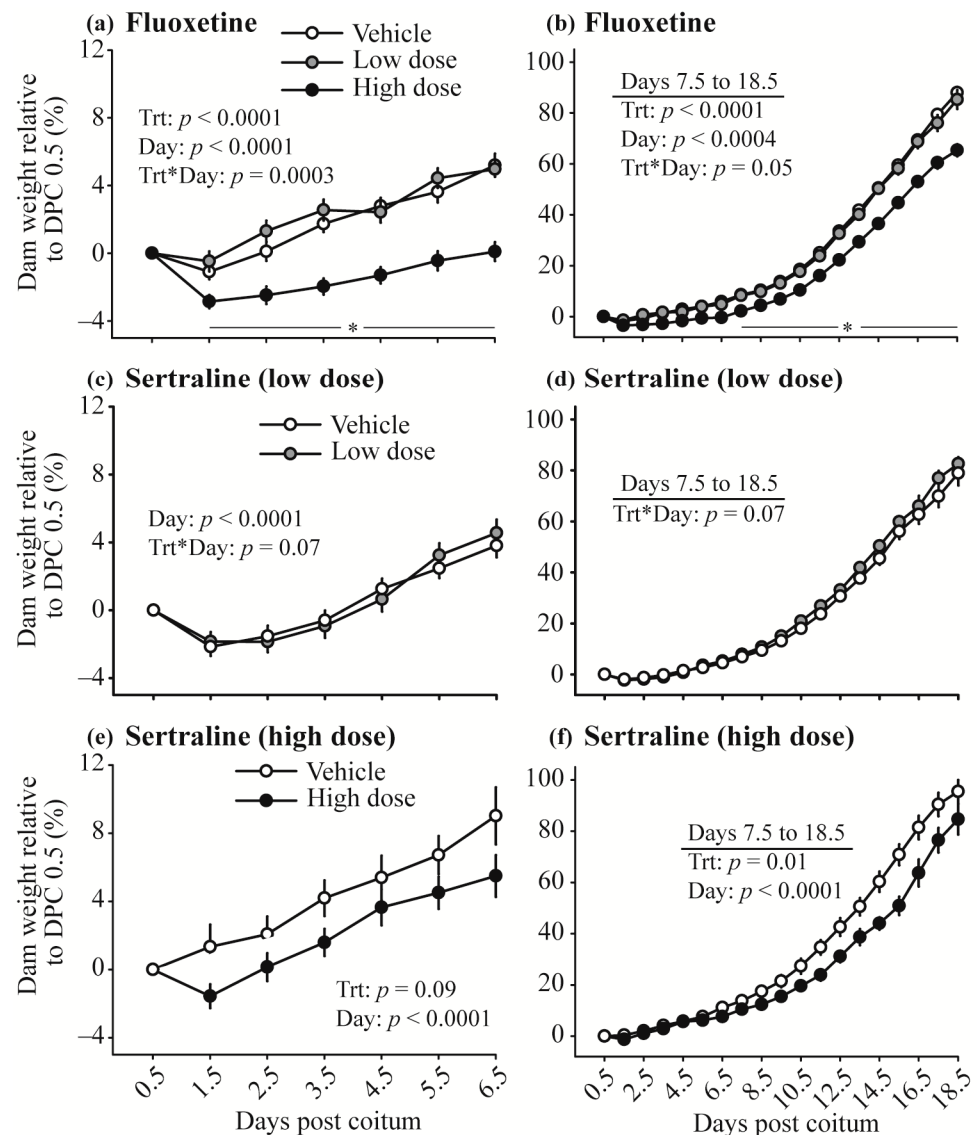 (a) Fluoxetine
Vehicle
Low dose
High dose
Trt: p < 0.0001
Day: p < 0.0001
Trt*Day: p = 0.0003
12
8
4
0
−4
*
Dam weight relative
to DPC 0.5 (%)
(b) Fluoxetine
Days 7.5 to 18.5
Trt: p < 0.0001
Day: p < 0.0004
Trt*Day: p = 0.05
100
80
60
40
20
0
*
(c) Sertraline (low dose)
Vehicle
Low dose
Day: p < 0.0001
Trt*Day: p = 0.07
12
8
4
0
−4
Dam weight relative
to DPC 0.5 (%)
(d) Sertraline (low dose)
Days 7.5 to 18.5
Trt*Day: p = 0.07
100
80
60
40
20
0
(e) Sertraline (high dose)
Vehicle
High dose
Trt: p = 0.09
Day: p < 0.0001
12
8
4
0
−4
Dam weight relative
to DPC 0.5 (%)
0.5 1.5 2.5 3.5 4.5 5.5 6.5
Days post coitum
(f) Sertraline (high dose)
Days 7.5 to 18.5
Trt: p = 0.01
Day: p < 0.0001
100
80
60
40
20
0
0.5 2.5 4.5 6.5 8.5 10.5 12.5 14.5 16.5 18.5
Days post coitum